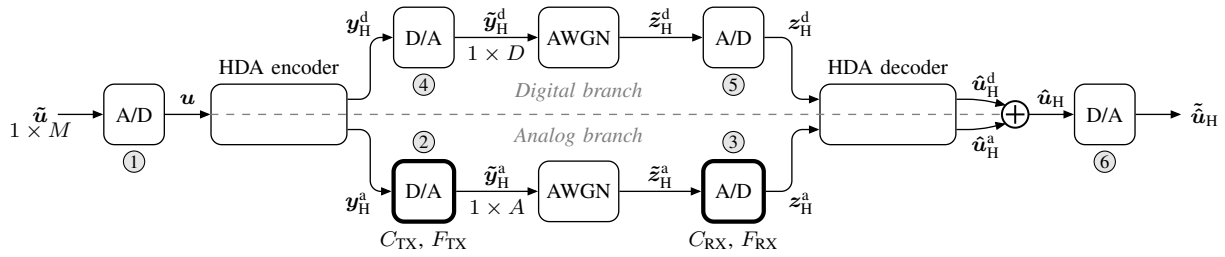 y_H^d
D/A
ỹ_H^d
1 × D
AWGN
z̃_H^d
A/D
z_H^d
④
⑤
HDA encoder
HDA decoder
Digital branch
Analog branch
ũ
1 × M
A/D
①
u
û_H^d
û_H^a
+
û_H
D/A
⑥
ũ̂_H
②
③
y_H^a
D/A
ỹ_H^a
1 × A
AWGN
z̃_H^a
A/D
z_H^a
C_TX, F_TX
C_RX, F_RX